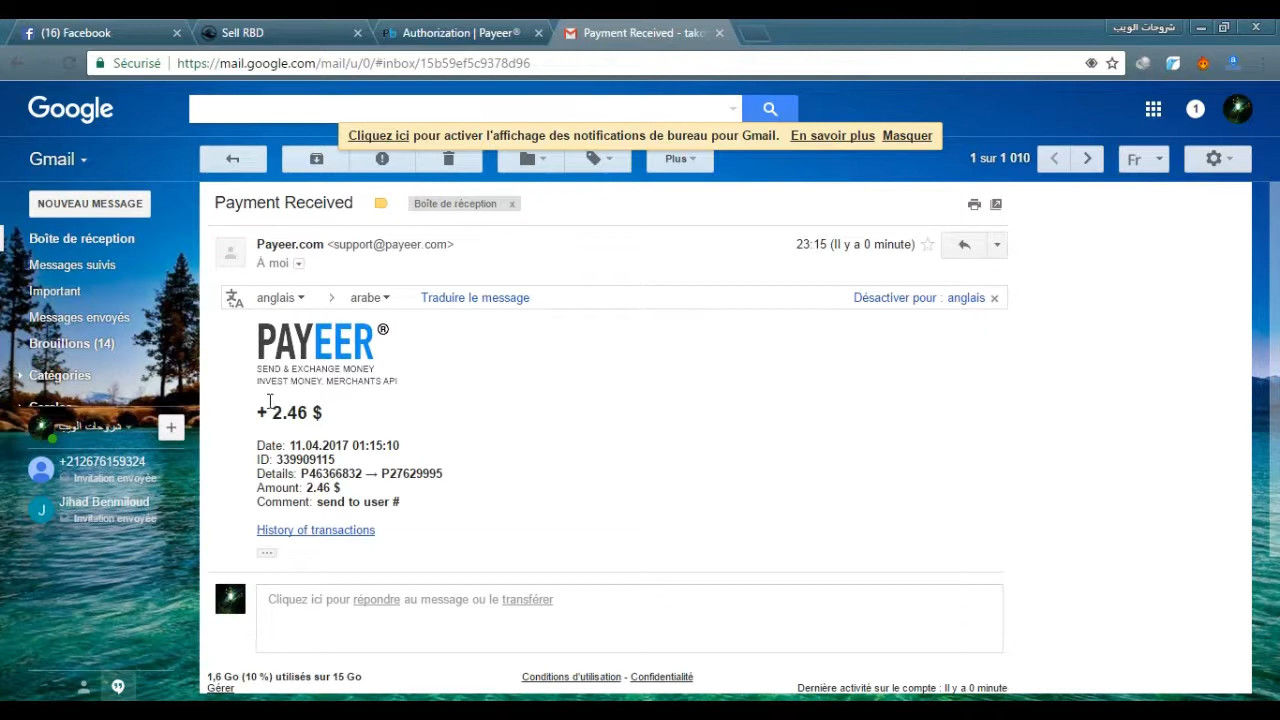 (16) Facebook
Sell RBD
Authorization | Payeer®
Payment Received - tako
شروحات الويب
Sécurisé
https://mail.google.com/mail/u/0/#inbox/15b59ef5c9378d96
Google
1
Cliquez ici pour activer l'affichage des notifications de bureau pour Gmail. En savoir plus Masquer
Gmail
Plus
1 sur 1 010
Fr
NOUVEAU MESSAGE
Payment Received
Boîte de réception x
Boîte de réception
Payeer.com <support@payeer.com>
23:15 (Il y a 0 minute)
À moi
Messages suivis
Important
anglais > arabe Traduire le message
Désactiver pour : anglais
Messages envoyés
Brouillons (14)
Catégories
PAYEER®
SEND & EXCHANGE MONEY
INVEST MONEY. MERCHANTS API
+ 2.46 $
شروحات الويب
Date: 11.04.2017 01:15:10
ID: 339909115
Details: P46366832 → P27629995
Amount: 2.46 $
Comment: send to user #
+212676159324
Invitation envoyée
J
Jihad Benmiloud
Invitation envoyée
History of transactions
...
Cliquez ici pour répondre au message ou le transférer
1,6 Go (10 %) utilisés sur 15 Go
Gérer
Conditions d'utilisation - Confidentialité
Dernière activité sur le compte : Il y a 0 minute